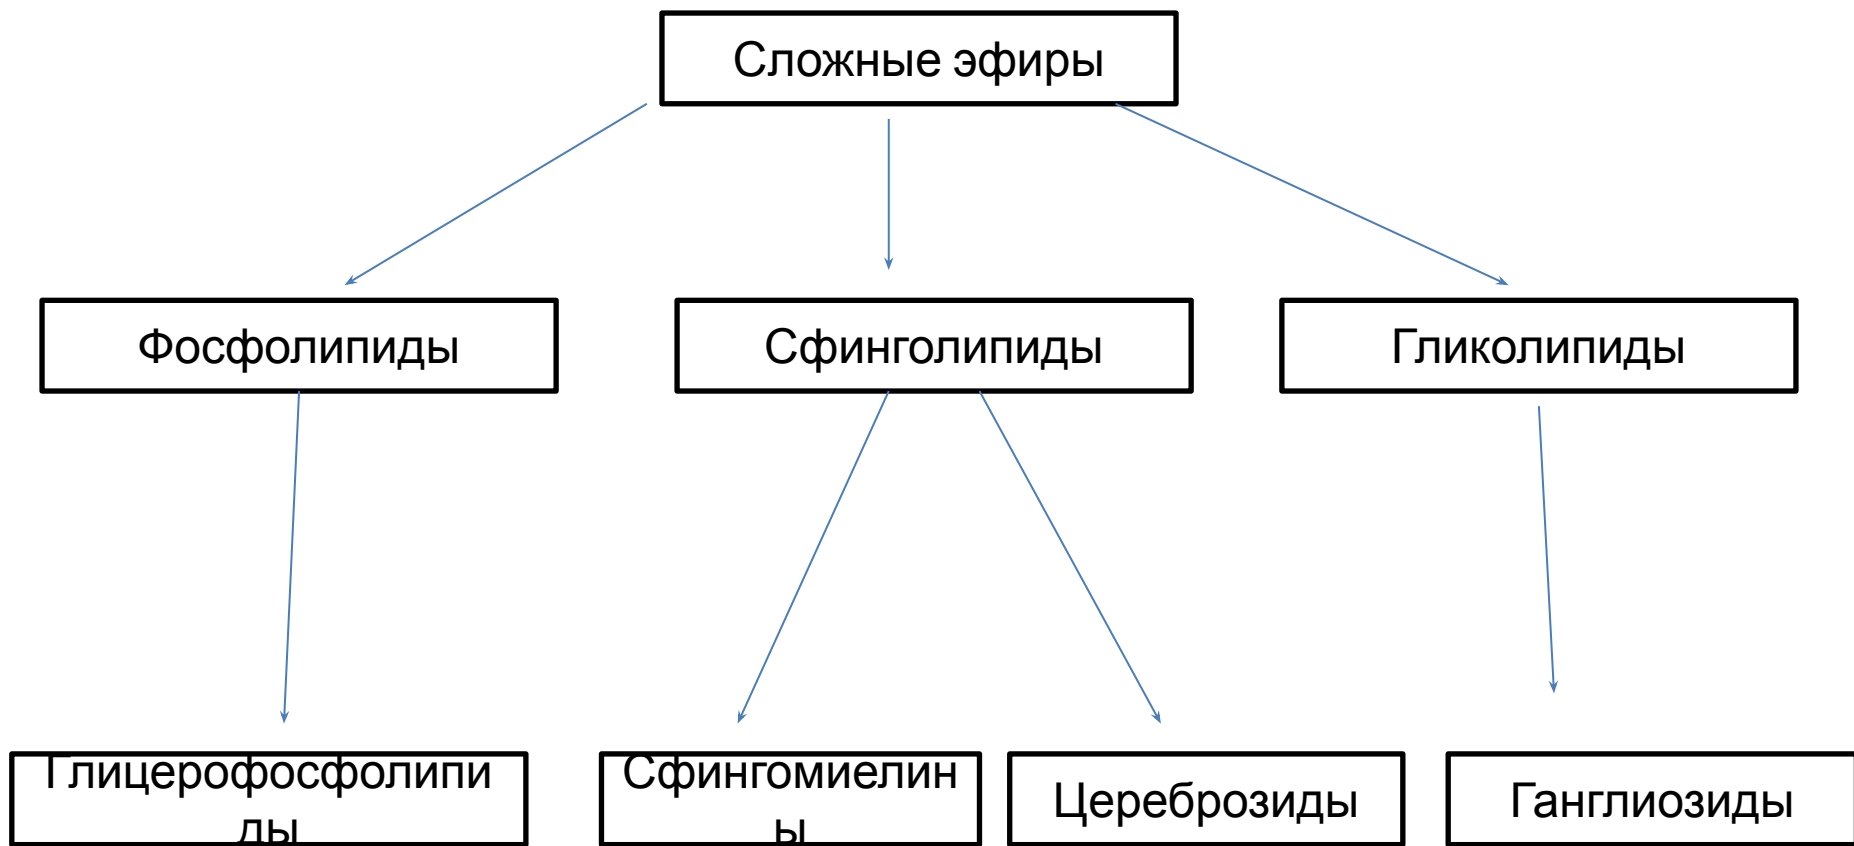 Сложные эфиры
Фосфолипиды
Сфинголипиды
Гликолипиды
Глицерофосфолипи
ды
Сфингомиелин
ы
Цереброзиды
Ганглиозиды